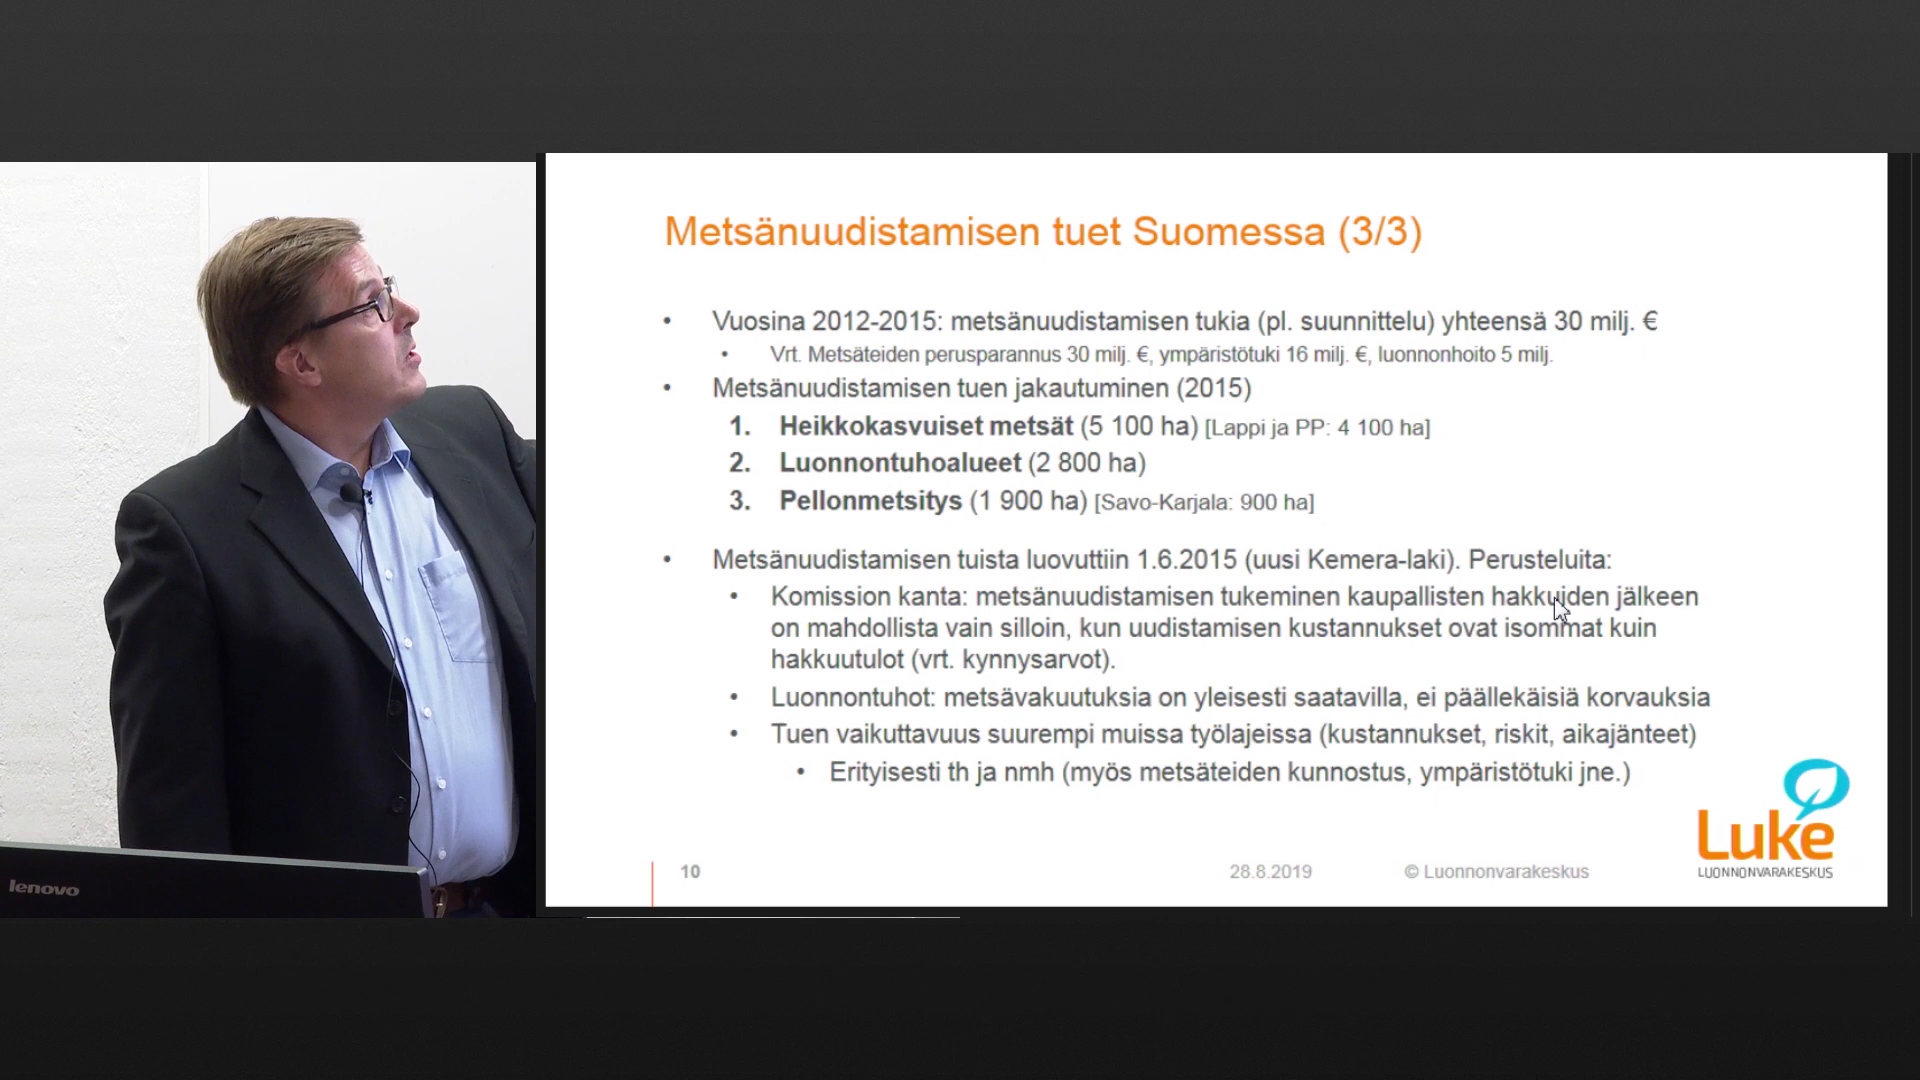 Metsänuudistamisen tuet Suomessa (3/3)
• Vuosina 2012-2015: metsänuudistamisen tukia (pl. suunnittelu) yhteensä 30 milj. €
• Vrt. Metsäteiden perusparannus 30 milj. €, ympäristötuki 16 milj. €, luonnonhoito 5 milj.
• Metsänuudistamisen tuen jakautuminen (2015)
1. Heikkokasvuiset metsät (5 100 ha) [Lappi ja PP: 4 100 ha]
2. Luonnontuhoalueet (2 800 ha)
3. Pellonmetsitys (1 900 ha) [Savo-Karjala: 900 ha]
• Metsänuudistamisen tuista luovuttiin 1.6.2015 (uusi Kemera-laki). Perusteluita:
• Komission kanta: metsänuudistamisen tukeminen kaupallisten hakkuiden jälkeen
on mahdollista vain silloin, kun uudistamisen kustannukset ovat isommat kuin
hakkuutulot (vrt. kynnysarvot).
• Luonnontuhot: metsävakuutuksia on yleisesti saatavilla, ei päällekäisiä korvauksia
• Tuen vaikuttavuus suurempi muissa työlajeissa (kustannukset, riskit, aikajänteet)
• Erityisesti th ja nmh (myös metsäteiden kunnostus, ympäristötuki jne.)
Luke
LUONNONVARAKESKUS
10 28.8.2019 © Luonnonvarakeskus
lenovo